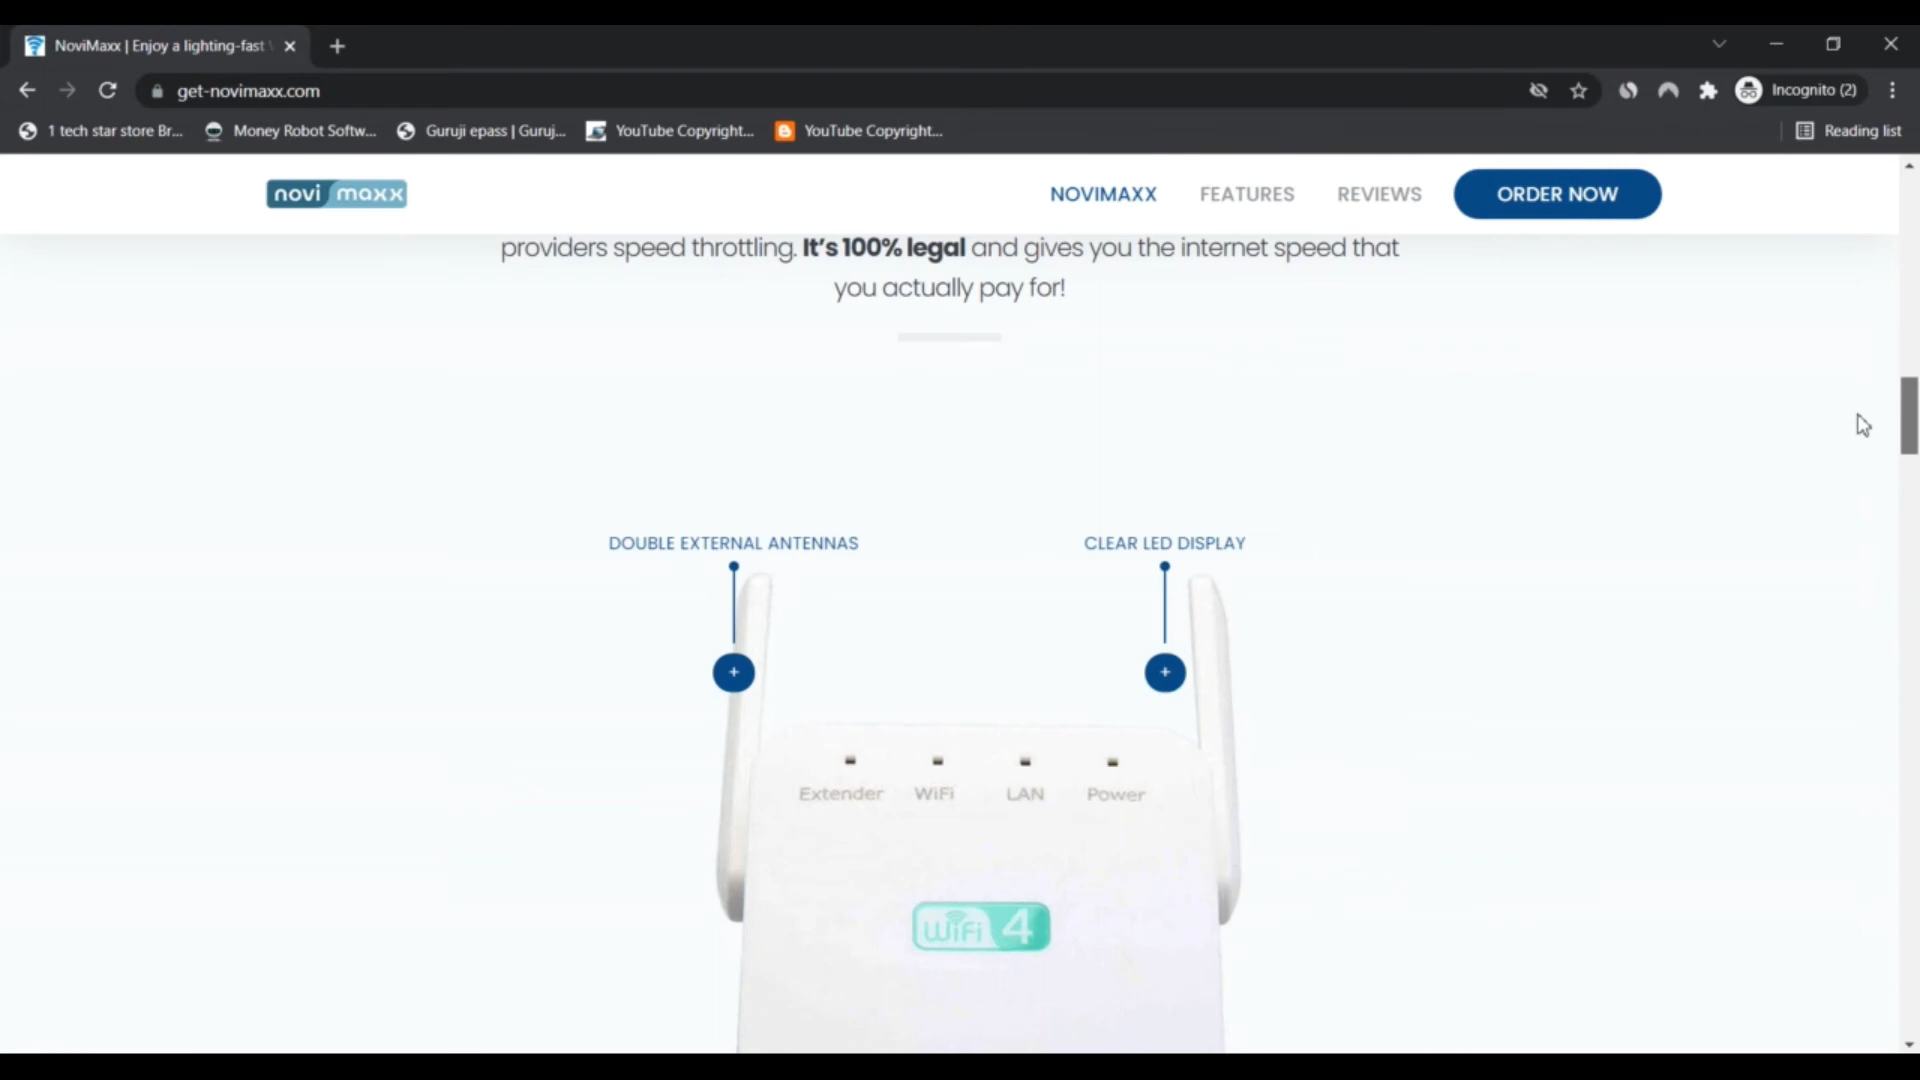 NoviMaxx | Enjoy a lighting-fast
get-novimaxx.com
Incognito (2)
1 tech star store Br...
Money Robot Softw...
Guruji epass | Guruj...
YouTube Copyright...
YouTube Copyright...
Reading list
novi maxx
NOVIMAXX
FEATURES
REVIEWS
ORDER NOW
providers speed throttling. It's 100% legal and gives you the internet speed that
you actually pay for!
DOUBLE EXTERNAL ANTENNAS
CLEAR LED DISPLAY
+
+
Extender WiFi LAN Power
WiFi 4